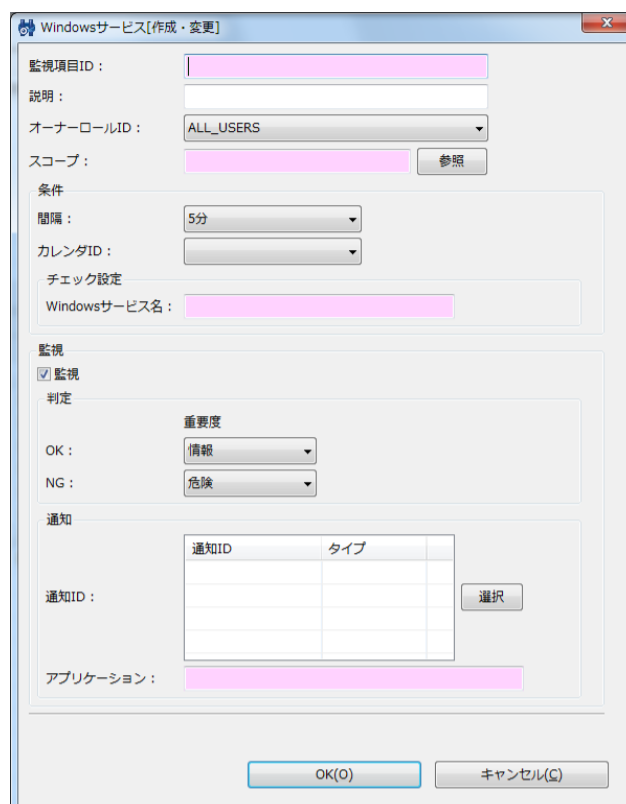 Windowsサービス[作成・変更]
監視項目ID：
説明：
オーナーロールID： ALL_USERS
スコープ： 参照
条件
間隔： 5分
カレンダID：
チェック設定
Windowsサービス名：
監視
監視
判定
重要度
OK： 情報
NG： 危険
通知
通知ID タイプ
通知ID： 選択
アプリケーション：
OK(O) キャンセル(C)